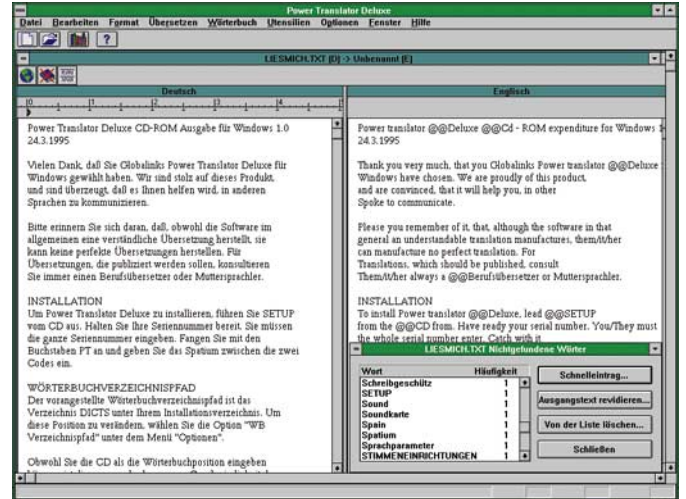 Power Translator Deluxe
Datei Bearbeiten Format Übersetzen Wörterbuch Utensilien Optionen Fenster Hilfe
LIESMICH.TXT [D] -> Unbenannt [E]
Deutsch
0 1 2 3 4
Power Translator Deluxe CD-ROM Ausgabe für Windows 1.0
24.3.1995
Vielen Dank, daß Sie Globalinks Power Translator Deluxe für
Windows gewählt haben. Wir sind stolz auf dieses Produkt,
und sind überzeugt, daß es Ihnen helfen wird, in anderen
Sprachen zu kommunizieren.
Bitte erinnern Sie sich daran, daß, obwohl die Software im
allgemeinen eine verständliche Übersetzung herstellt, sie
kann keine perfekte Übersetzungen herstellen. Für
Übersetzungen, die publiziert werden sollen, konsultieren
Sie immer einen Berufsübersetzer oder Muttersprachler.
INSTALLATION
Um Power Translator Deluxe zu installieren, führen Sie SETUP
vom CD aus. Halten Sie Ihre Seriennummer bereit. Sie müssen
die ganze Seriennummer eingeben. Fangen Sie mit den
Buchstaben PT an und geben Sie das Spatium zwischen die zwei
Codes ein.
WÖRTERBUCHVERZEICHNISPFAD
Der vorangestellte Wörterbuchverzeichnispfad ist das
Verzeichnis DICTS unter Ihrem Installationsverzeichnis. Um
diese Position zu verändern, wählen Sie die Option "WB
Verzeichnispfad" unter dem Menü "Optionen".
Obwohl Sie die CD als die Wörterbuchposition eingeben
Englisch
Power translator @@Deluxe @@Cd - ROM expenditure for Windows 1
24.3.1995
Thank you very much, that you Globalinks Power translator @@Deluxe
Windows have chosen. We are proudly of this product,
and are convinced, that it will help you, in other
Spoke to communicate.
Please you remember of it, that, although the software in that
general an understandable translation manufactures, them/it/her
can manufacture no perfect translation. For
Translations, which should be published, consult
Them/it/her always a @@Berufsübersetzer or Muttersprachler.
INSTALLATION
To install Power translator @@Deluxe, lead @@SETUP
from the @@CD from. Have ready your serial number. You/They must
the whole serial number enter. Catch with it
LIESMICH.TXT Nichtgefundene Wörter
Wort Häufigkeit
Schreibgeschütz 1
SETUP 1
Sound 1
Soundkarte 1
Spain 1
Spatium 1
Sprachparameter 1
STIMMENEINRICHTUNGEN 1
Schnelleintrag...
Ausgangstext revidieren...
Von der Liste löschen...
Schließen